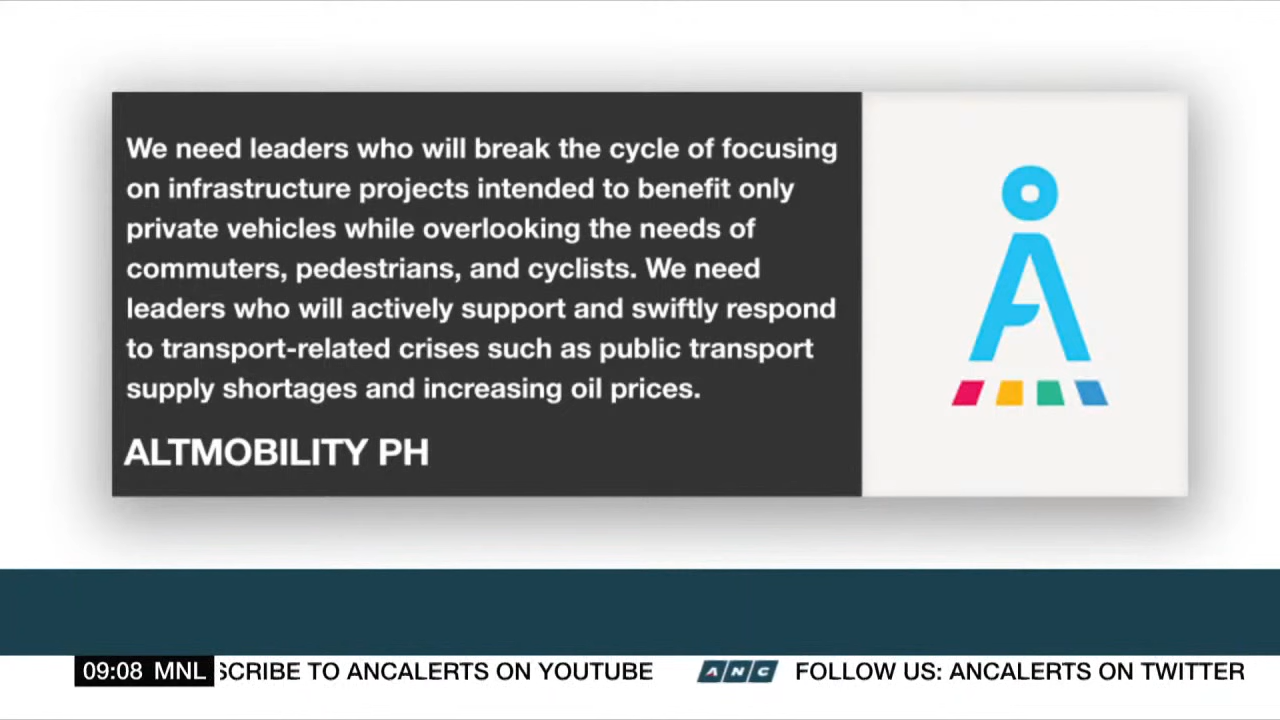 We need leaders who will break the cycle of focusing
on infrastructure projects intended to benefit only
private vehicles while overlooking the needs of
commuters, pedestrians, and cyclists. We need
leaders who will actively support and swiftly respond
to transport-related crises such as public transport
supply shortages and increasing oil prices.
ALTMOBILITY PH
09:08 MNL SCRIBE TO ANCALERTS ON YOUTUBE ANC FOLLOW US: ANCALERTS ON TWITTER